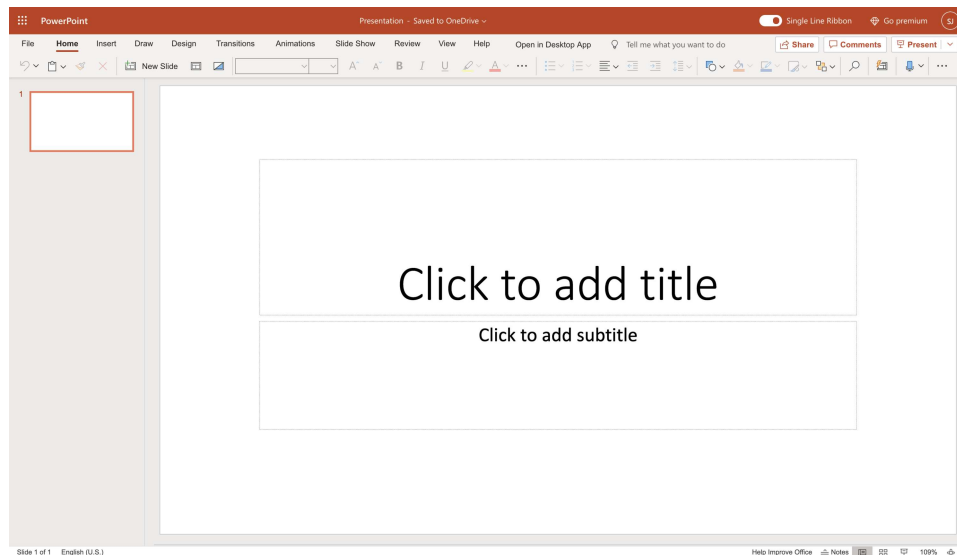 PowerPoint Presentation - Saved to OneDrive Single Line Ribbon Go premium SJ
File Home Insert Draw Design Transitions Animations Slide Show Review View Help Open in Desktop App Tell me what you want to do Share Comments Present
New Slide A A B I U A
1
Click to add title
Click to add subtitle
Slide 1 of 1 English (U.S.) Help Improve Office Notes 109%